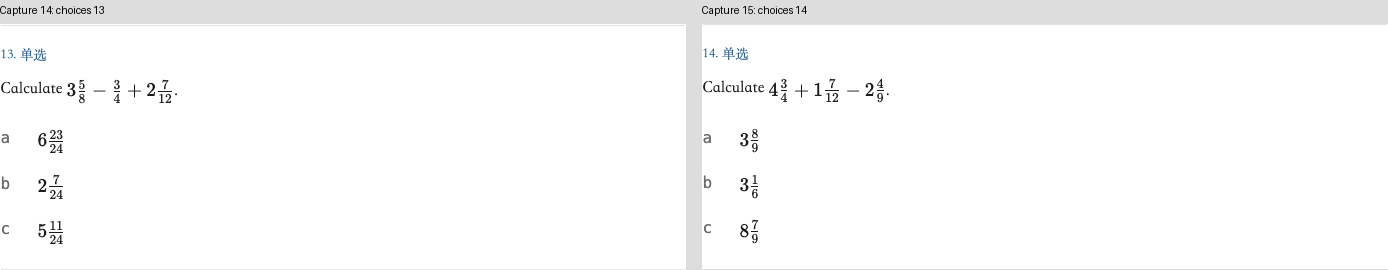 Capture 14: choices 13
13. 单选
Calculate 3 5/8 − 3/4 + 2 7/12.
a 6 23/24
b 2 7/24
c 5 11/24
Capture 15: choices 14
14. 单选
Calculate 4 3/4 + 1 7/12 − 2 4/9.
a 3 8/9
b 3 1/6
c 8 7/9